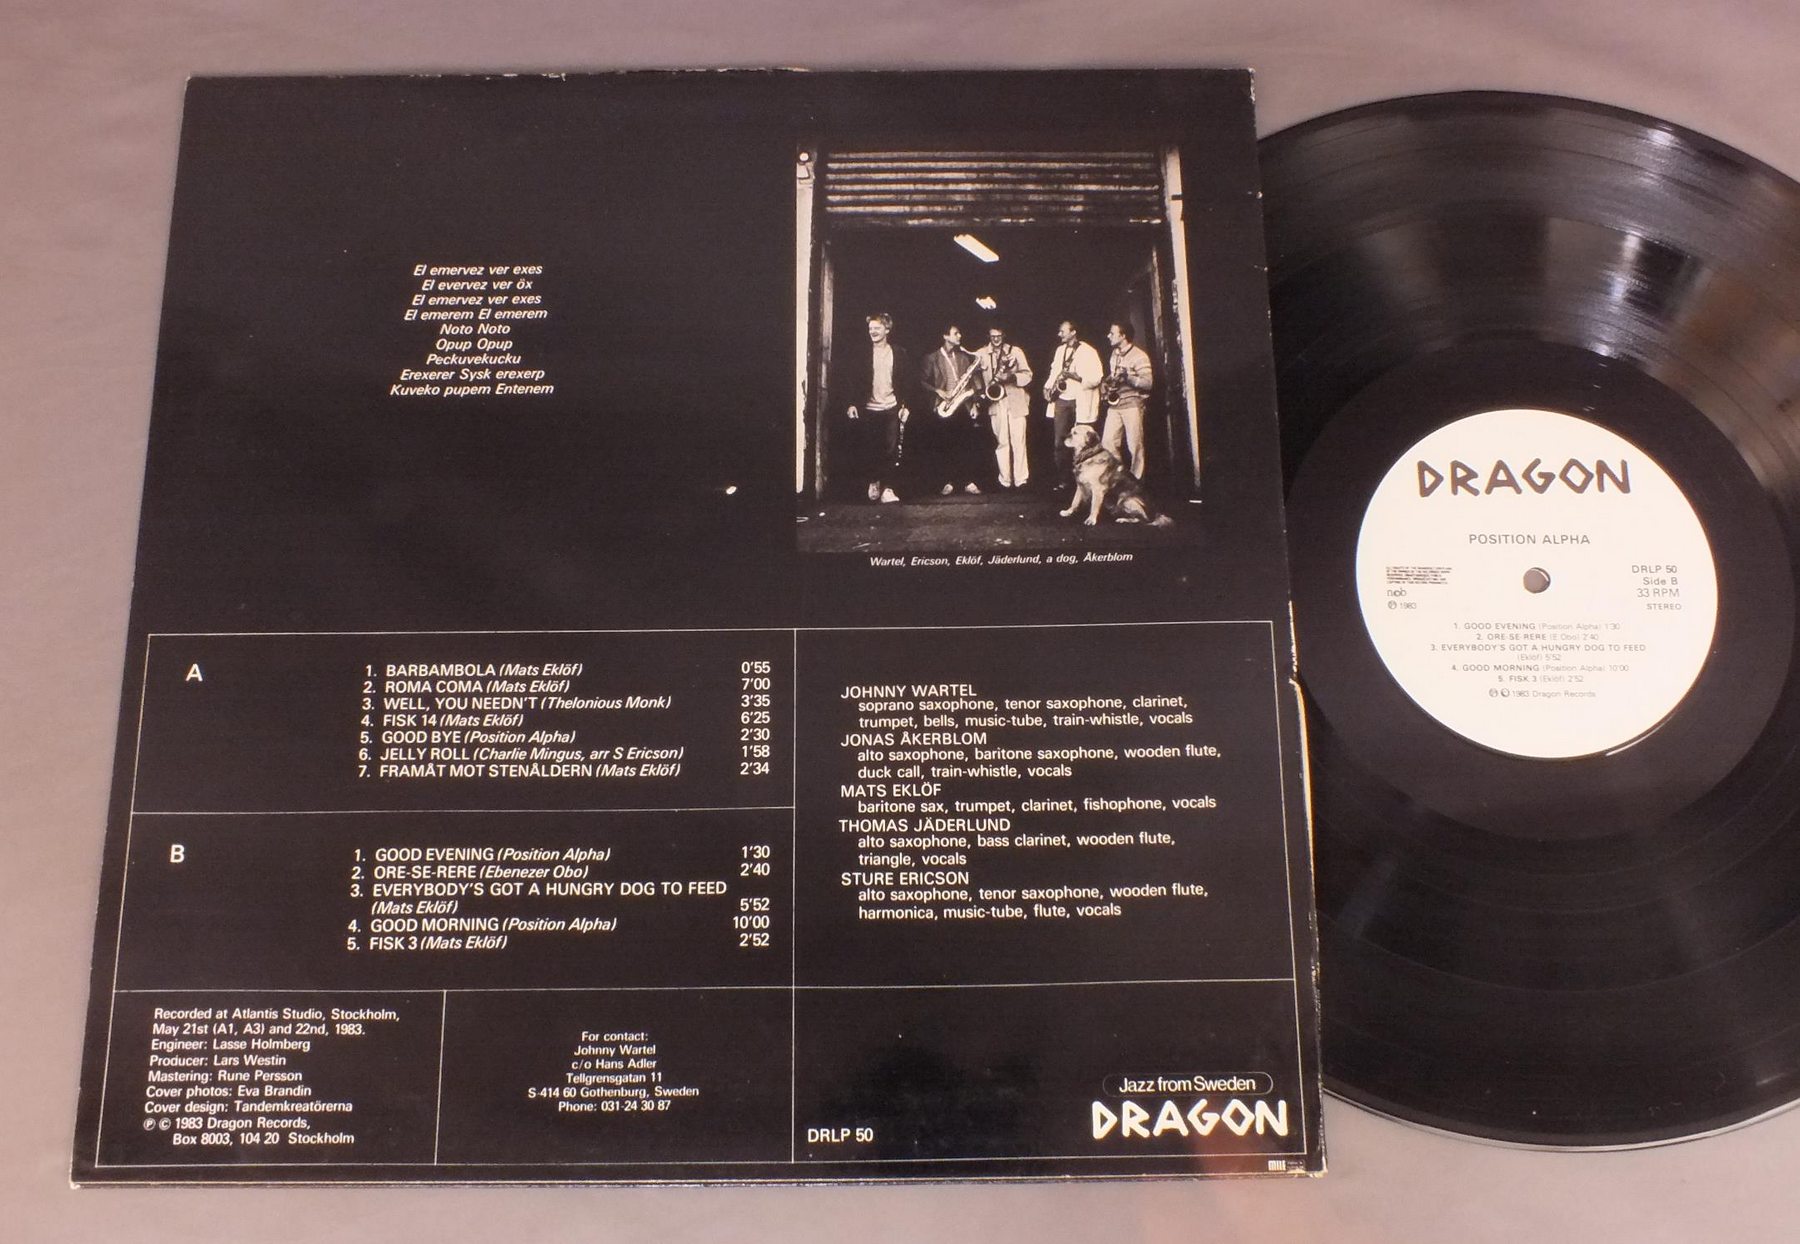 El emervez ver exes
El evervez ver öx
El emervez ver exes
El emerem El emerem
Noto Noto
Opup Opup
Peckuvekucku
Erexerer Sysk erexerp
Kuveko pupem Entenem
Wartel, Ericson, Eklöf, Jäderlund, a dog, Åkerblom
A
1. BARBAMBOLA (Mats Eklöf) 0'55
2. ROMA COMA (Mats Eklöf) 7'00
3. WELL, YOU NEEDN'T (Thelonious Monk) 3'35
4. FISK 14 (Mats Eklöf) 6'25
5. GOOD BYE (Position Alpha) 2'30
6. JELLY ROLL (Charlie Mingus, arr S Ericson) 1'58
7. FRAMÅT MOT STENÅLDERN (Mats Eklöf) 2'34
B
1. GOOD EVENING (Position Alpha) 1'30
2. ORE-SE-RERE (Ebenezer Obo) 2'40
3. EVERYBODY'S GOT A HUNGRY DOG TO FEED
(Mats Eklöf) 5'52
4. GOOD MORNING (Position Alpha) 10'00
5. FISK 3 (Mats Eklöf) 2'52
JOHNNY WARTEL
soprano saxophone, tenor saxophone, clarinet,
trumpet, bells, music-tube, train-whistle, vocals
JONAS ÅKERBLOM
alto saxophone, baritone saxophone, wooden flute,
duck call, train-whistle, vocals
MATS EKLÖF
baritone sax, trumpet, clarinet, fishophone, vocals
THOMAS JÄDERLUND
alto saxophone, bass clarinet, wooden flute,
triangle, vocals
STURE ERICSON
alto saxophone, tenor saxophone, wooden flute,
harmonica, music-tube, flute, vocals
Recorded at Atlantis Studio, Stockholm,
May 21st (A1, A3) and 22nd, 1983.
Engineer: Lasse Holmberg
Producer: Lars Westin
Mastering: Rune Persson
Cover photos: Eva Brandin
Cover design: Tandemkreatörerna
℗ © 1983 Dragon Records,
Box 8003, 104 20 Stockholm
For contact:
Johnny Wartel
c/o Hans Adler
Tellgrensgatan 11
S-414 60 Gothenburg, Sweden
Phone: 031-24 30 87
DRLP 50
Jazz from Sweden
DRAGON
MILE
DRAGON
POSITION ALPHA
ncb
℗ 1983
DRLP 50
Side B
33 RPM
STEREO
1. GOOD EVENING (Position Alpha) 1'30
2. ORE-SE-RERE (E Obo) 2'40
3. EVERYBODY'S GOT A HUNGRY DOG TO FEED
(Eklöf) 5'52
4. GOOD MORNING (Position Alpha) 10'00
5. FISK 3 (Eklöf) 2'52
℗ © 1983 Dragon Records